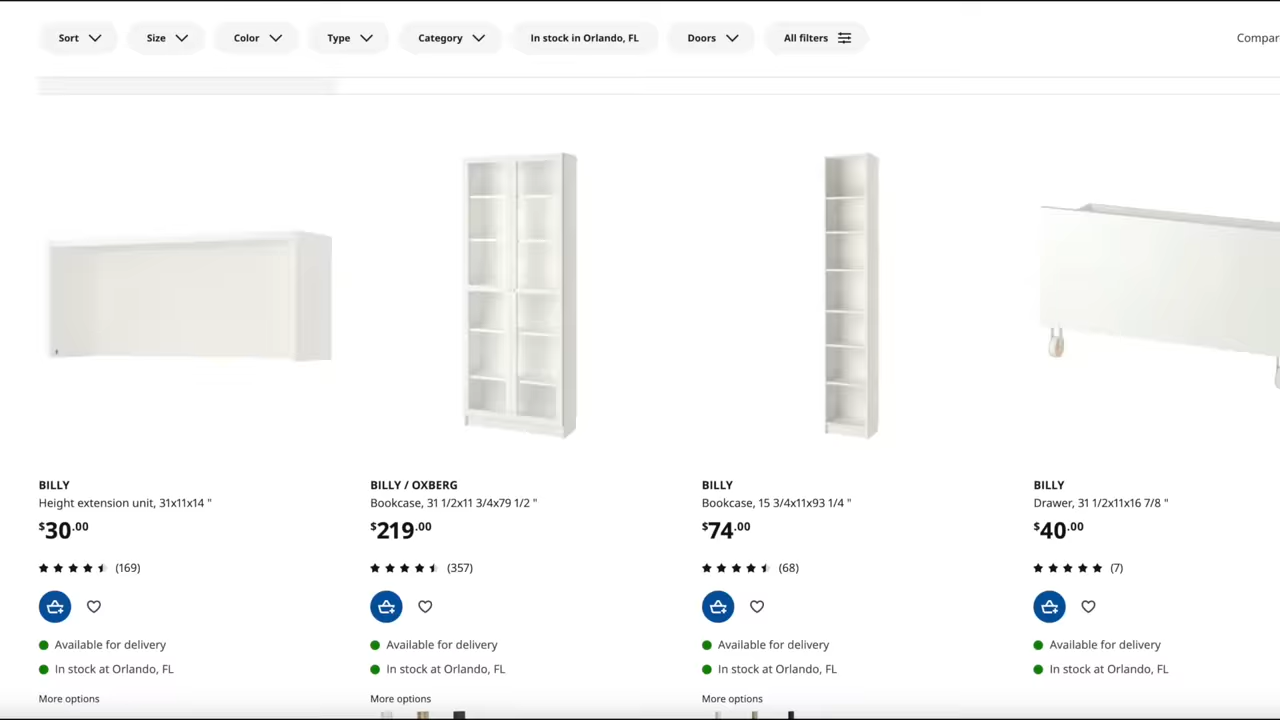 Sort
Size
Color
Type
Category
In stock in Orlando, FL
Doors
All filters
Compar
BILLY
Height extension unit, 31x11x14 "
$30.00
(169)
Available for delivery
In stock at Orlando, FL
More options
BILLY / OXBERG
Bookcase, 31 1/2x11 3/4x79 1/2 "
$219.00
(357)
Available for delivery
In stock at Orlando, FL
More options
BILLY
Bookcase, 15 3/4x11x93 1/4 "
$74.00
(68)
Available for delivery
In stock at Orlando, FL
More options
BILLY
Drawer, 31 1/2x11x16 7/8 "
$40.00
(7)
Available for delivery
In stock at Orlando, FL